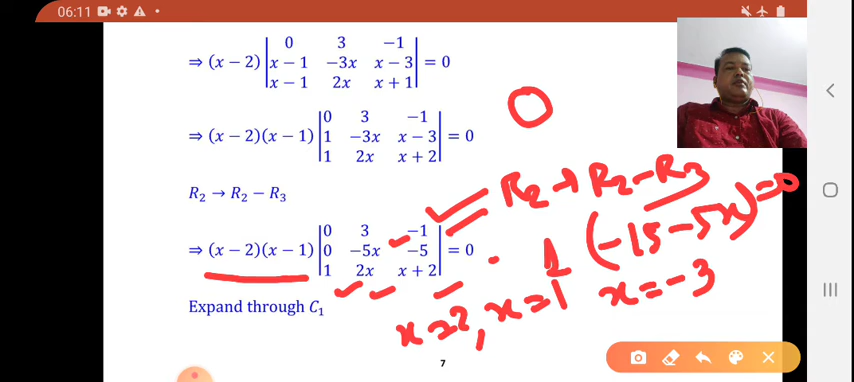 06:11
⇒ (x − 2) | 0 3 −1 |
| x − 1 −3x x − 3 | = 0
| x − 1 2x x + 1 |
| 0 3 −1 |
⇒ (x − 2)(x − 1) | 1 −3x x − 3 | = 0
| 1 2x x + 2 |
R₂ → R₂ − R₃
R₂ → R₂ − R₃
| 0 3 −1 |
⇒ (x − 2)(x − 1) | 0 −5x −5 | = 0
| 1 2x x + 2 |
1 (−15 −5x) = 0
Expand through C₁
x = 2, x = 1 x = −3
7